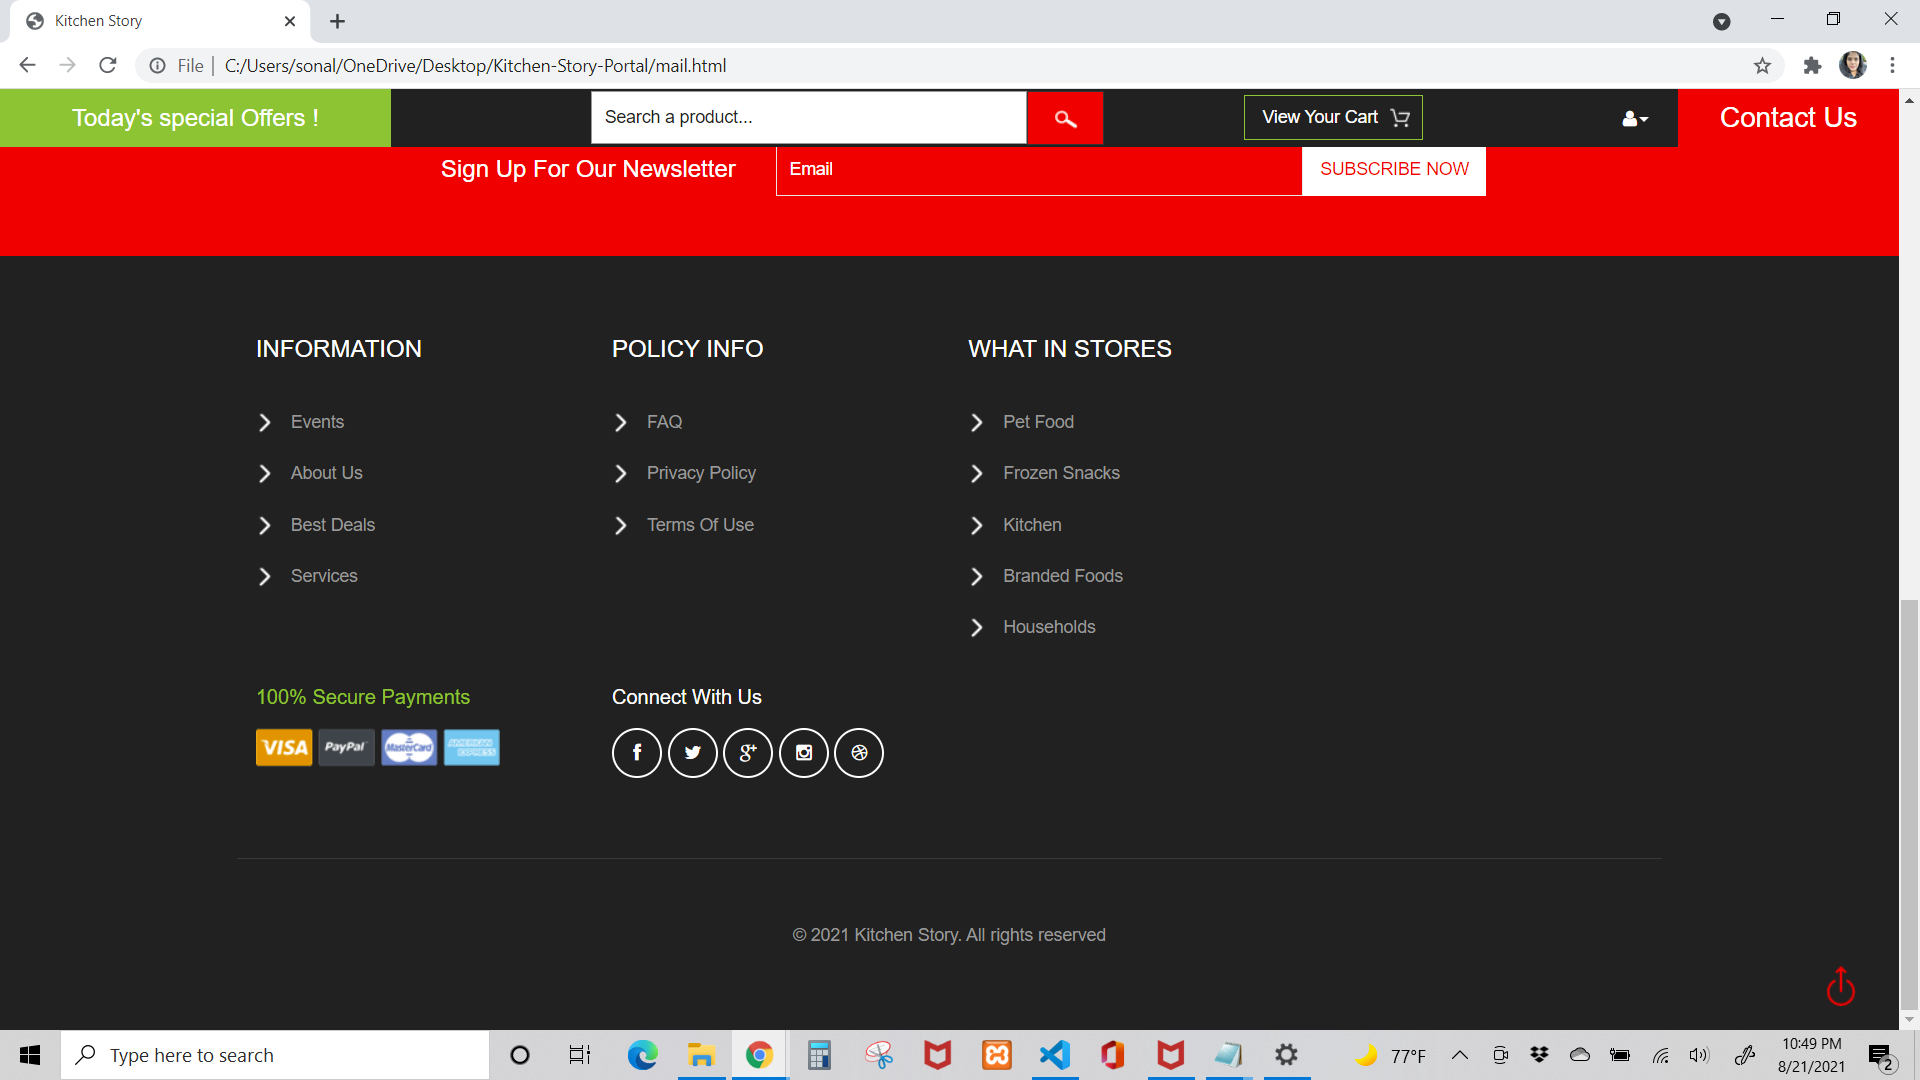 Kitchen Story
File C:/Users/sonal/OneDrive/Desktop/Kitchen-Story-Portal/mail.html
Today's special Offers !
Search a product...
View Your Cart
Contact Us
Sign Up For Our Newsletter
Email
SUBSCRIBE NOW
INFORMATION
Events
About Us
Best Deals
Services
POLICY INFO
FAQ
Privacy Policy
Terms Of Use
WHAT IN STORES
Pet Food
Frozen Snacks
Kitchen
Branded Foods
Households
100% Secure Payments
VISA PayPal MasterCard AMERICAN EXPRESS
Connect With Us
© 2021 Kitchen Story. All rights reserved
Type here to search
77°F
10:49 PM
8/21/2021
2